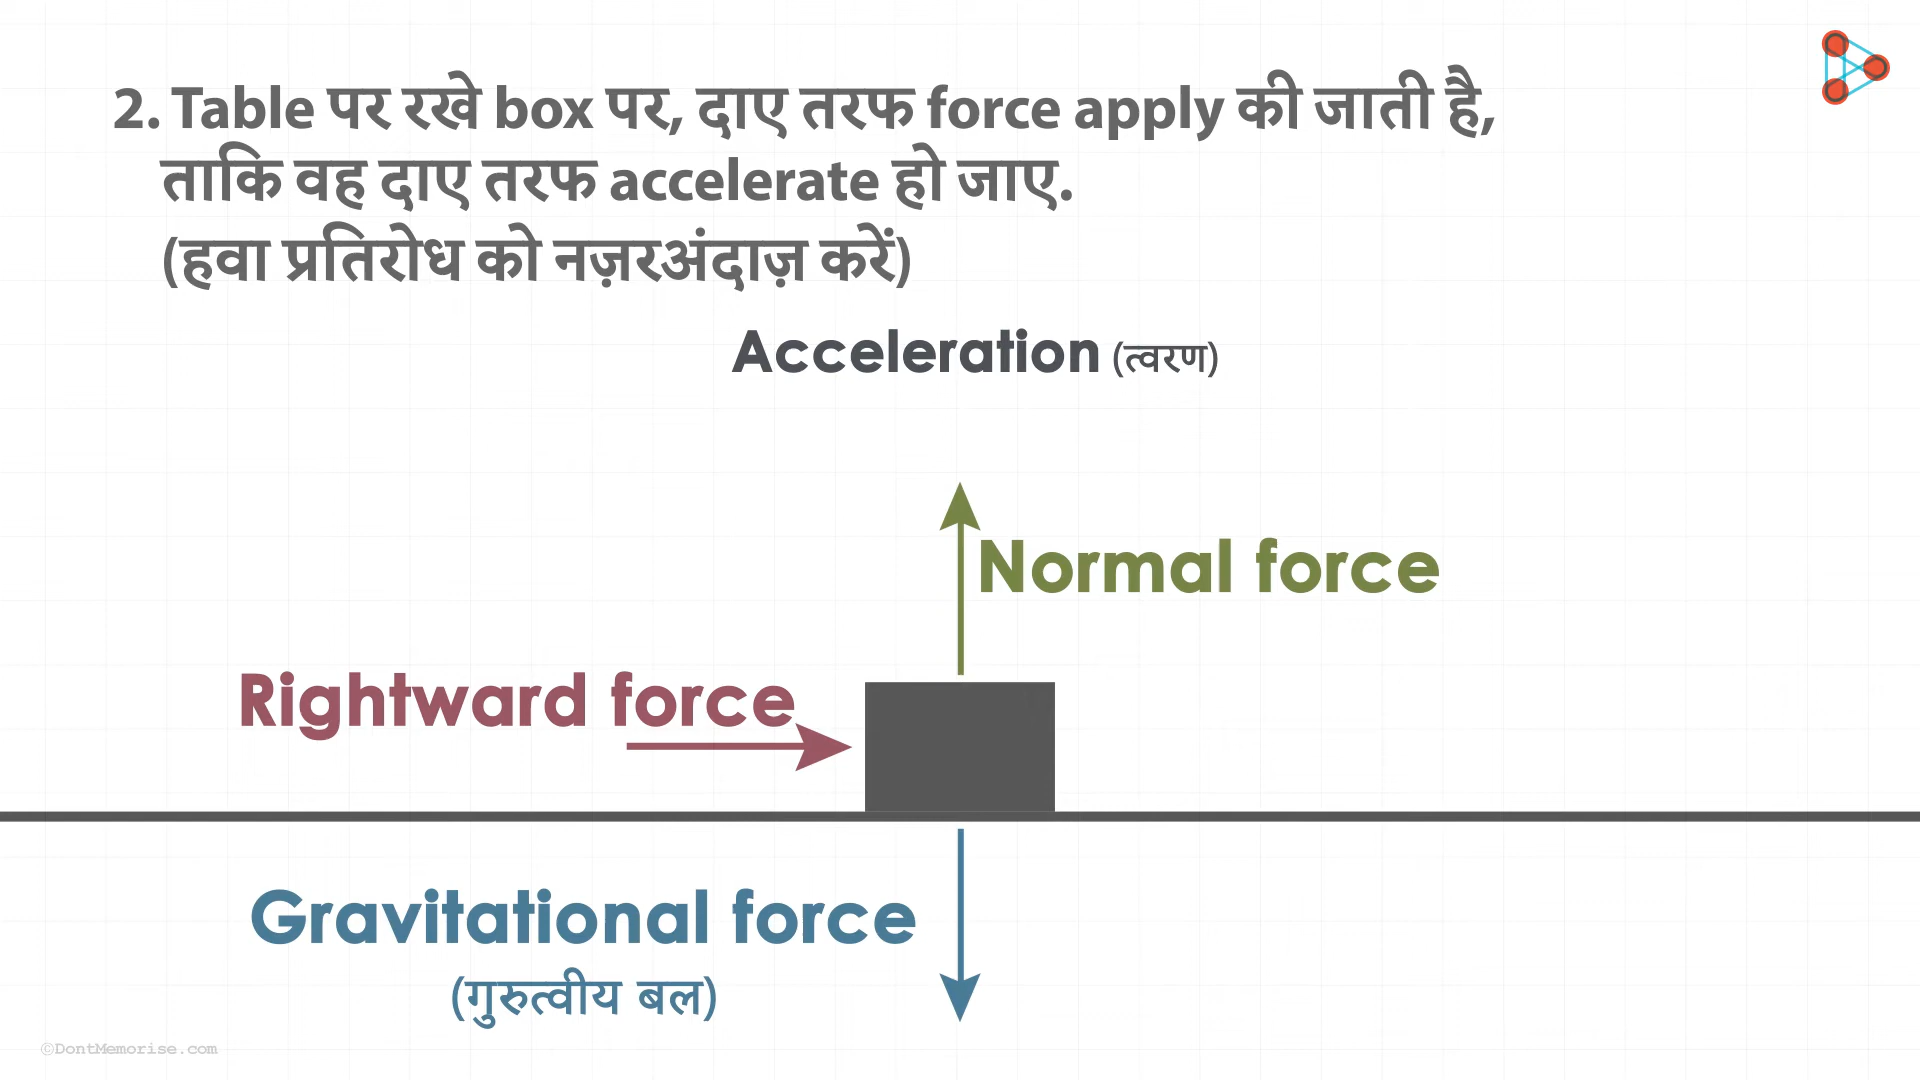 2. Table पर रखे box पर, दाए तरफ force apply की जाती है,
ताकि वह दाए तरफ accelerate हो जाए.
(हवा प्रतिरोध को नज़रअंदाज़ करें)
Acceleration (त्वरण)
Normal force
Rightward force
Gravitational force
(गुरुत्वीय बल)
©DontMemorise.com